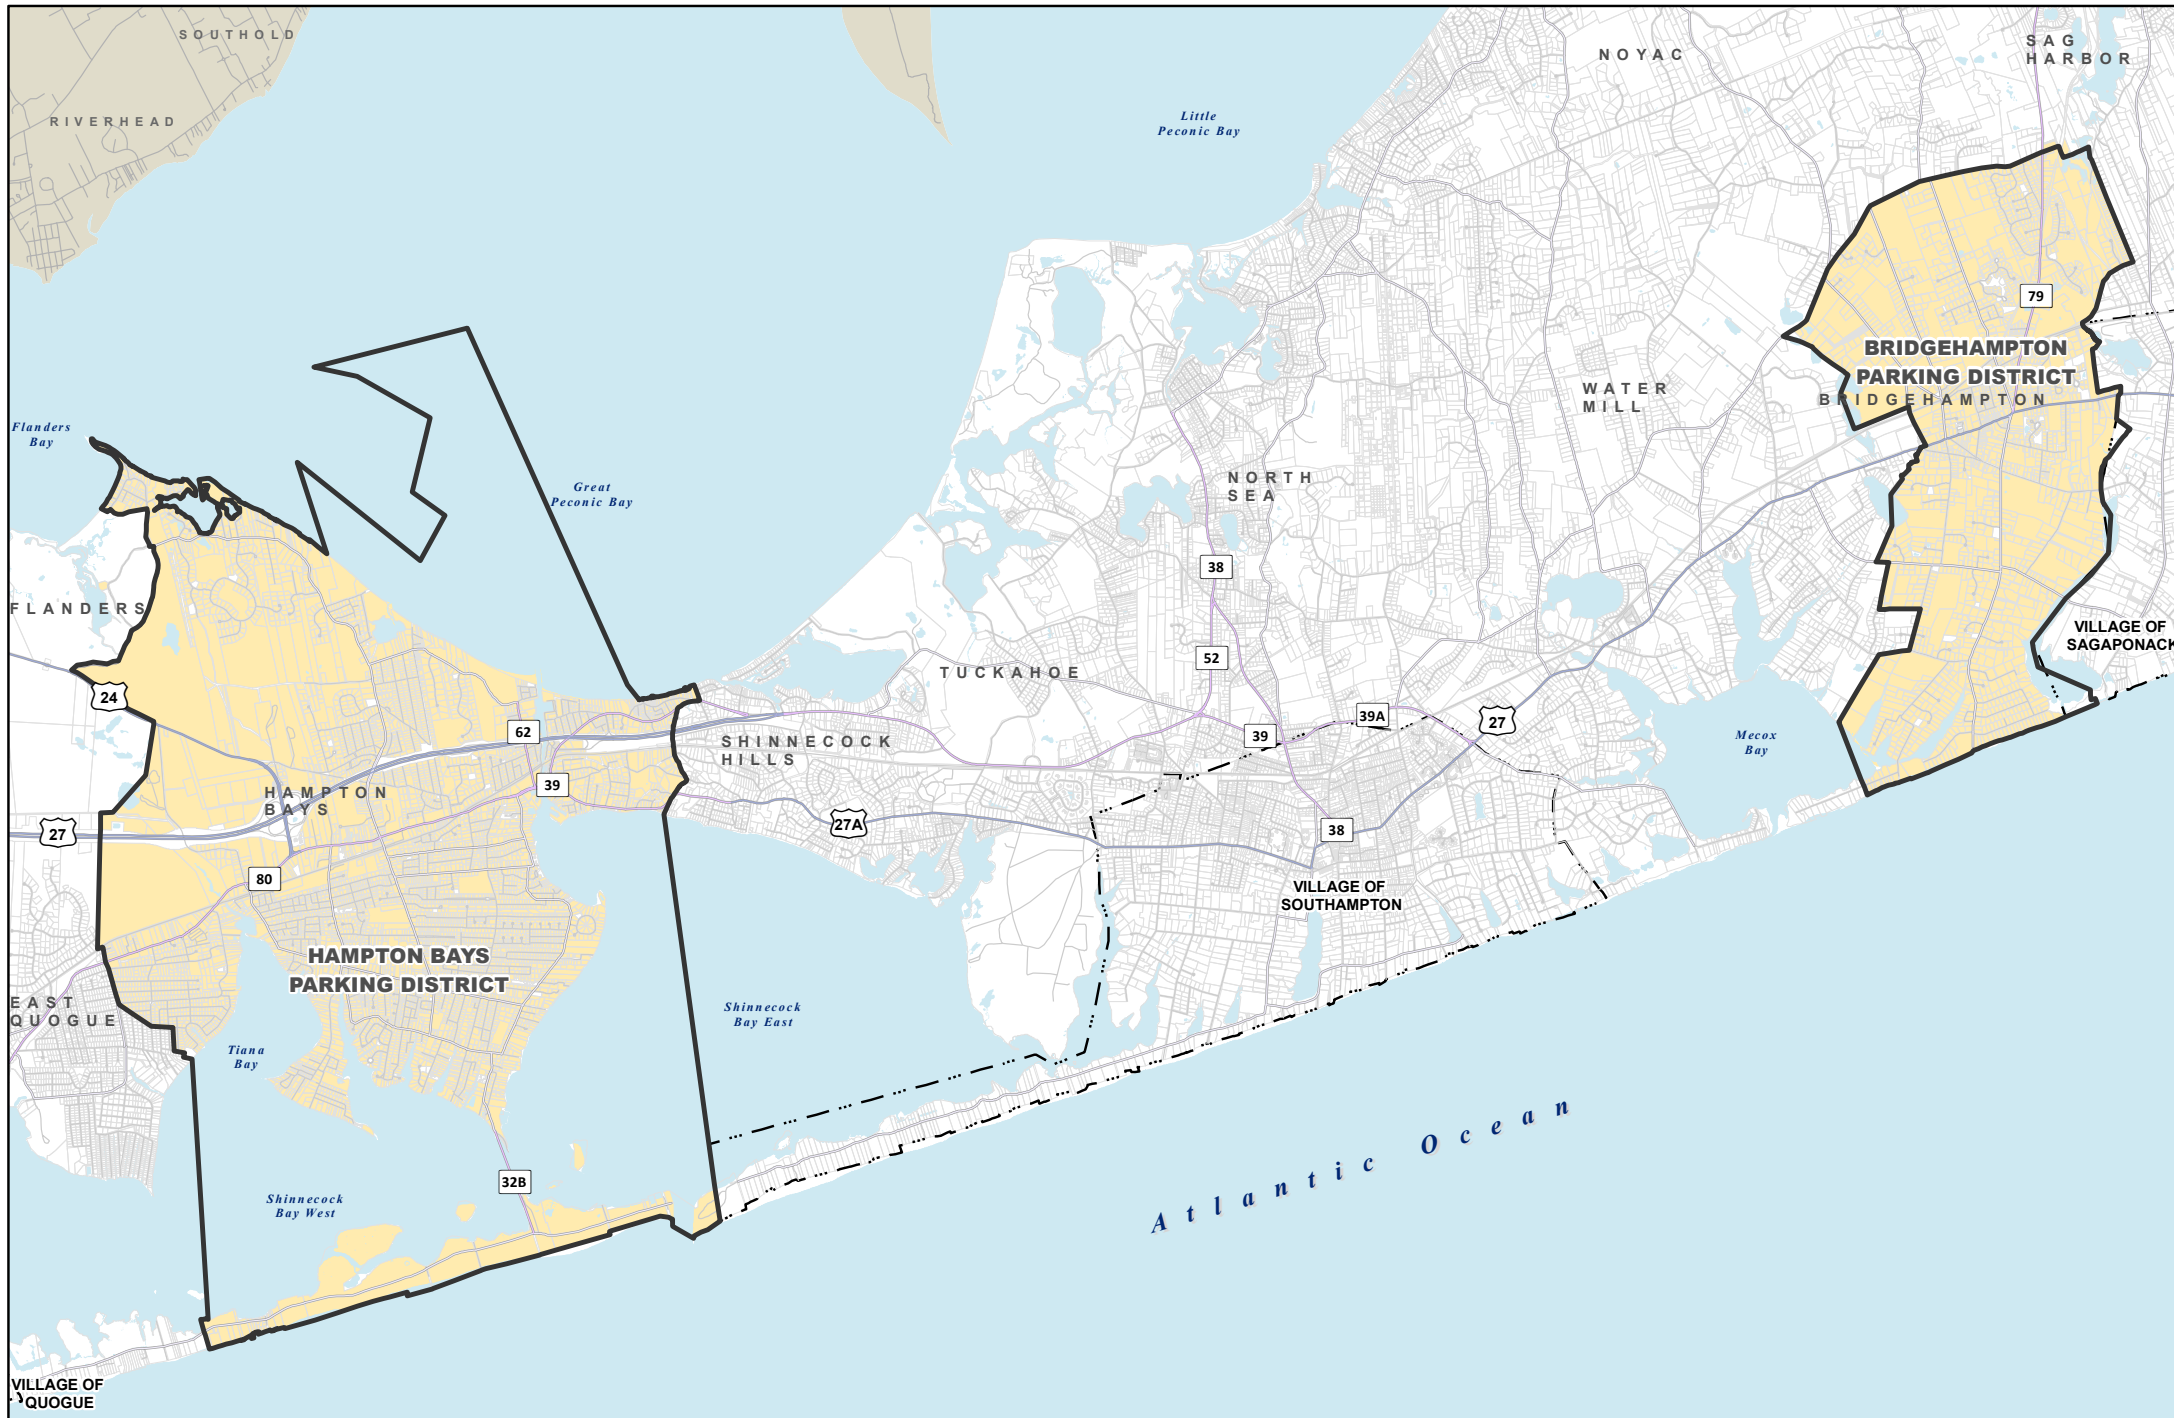 SOUTHOLD
NOYAC
SAG
HARBOR
RIVERHEAD
Little
Peconic Bay
79
BRIDGEHAMPTON
PARKING DISTRICT
BRIDGEHAMPTON
WATER
MILL
Flanders
Bay
Great
Peconic Bay
NORTH
SEA
38
FLANDERS
VILLAGE OF
SAGAPONACK
52
TUCKAHOE
24
62
39
39A
27
SHINNECOCK
HILLS
Mecox
Bay
39
HAMPTON
BAYS
27
27A
38
80
VILLAGE OF
SOUTHAMPTON
HAMPTON BAYS
PARKING DISTRICT
EAST
QUOGUE
Shinnecock
Bay East
Tiana
Bay
Atlantic Ocean
32B
Shinnecock
Bay West
VILLAGE OF
QUOGUE